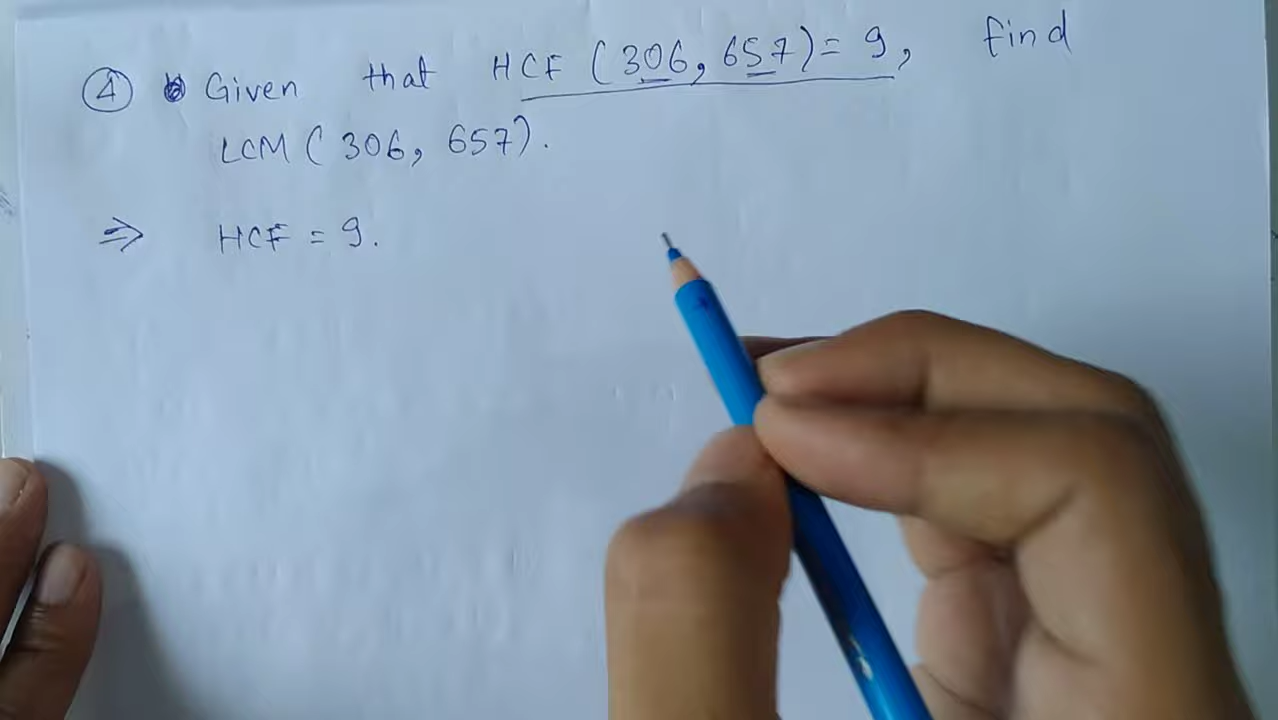 ④ Given that HCF (306, 657) = 9, find
LCM (306, 657).
⇒ HCF = 9.